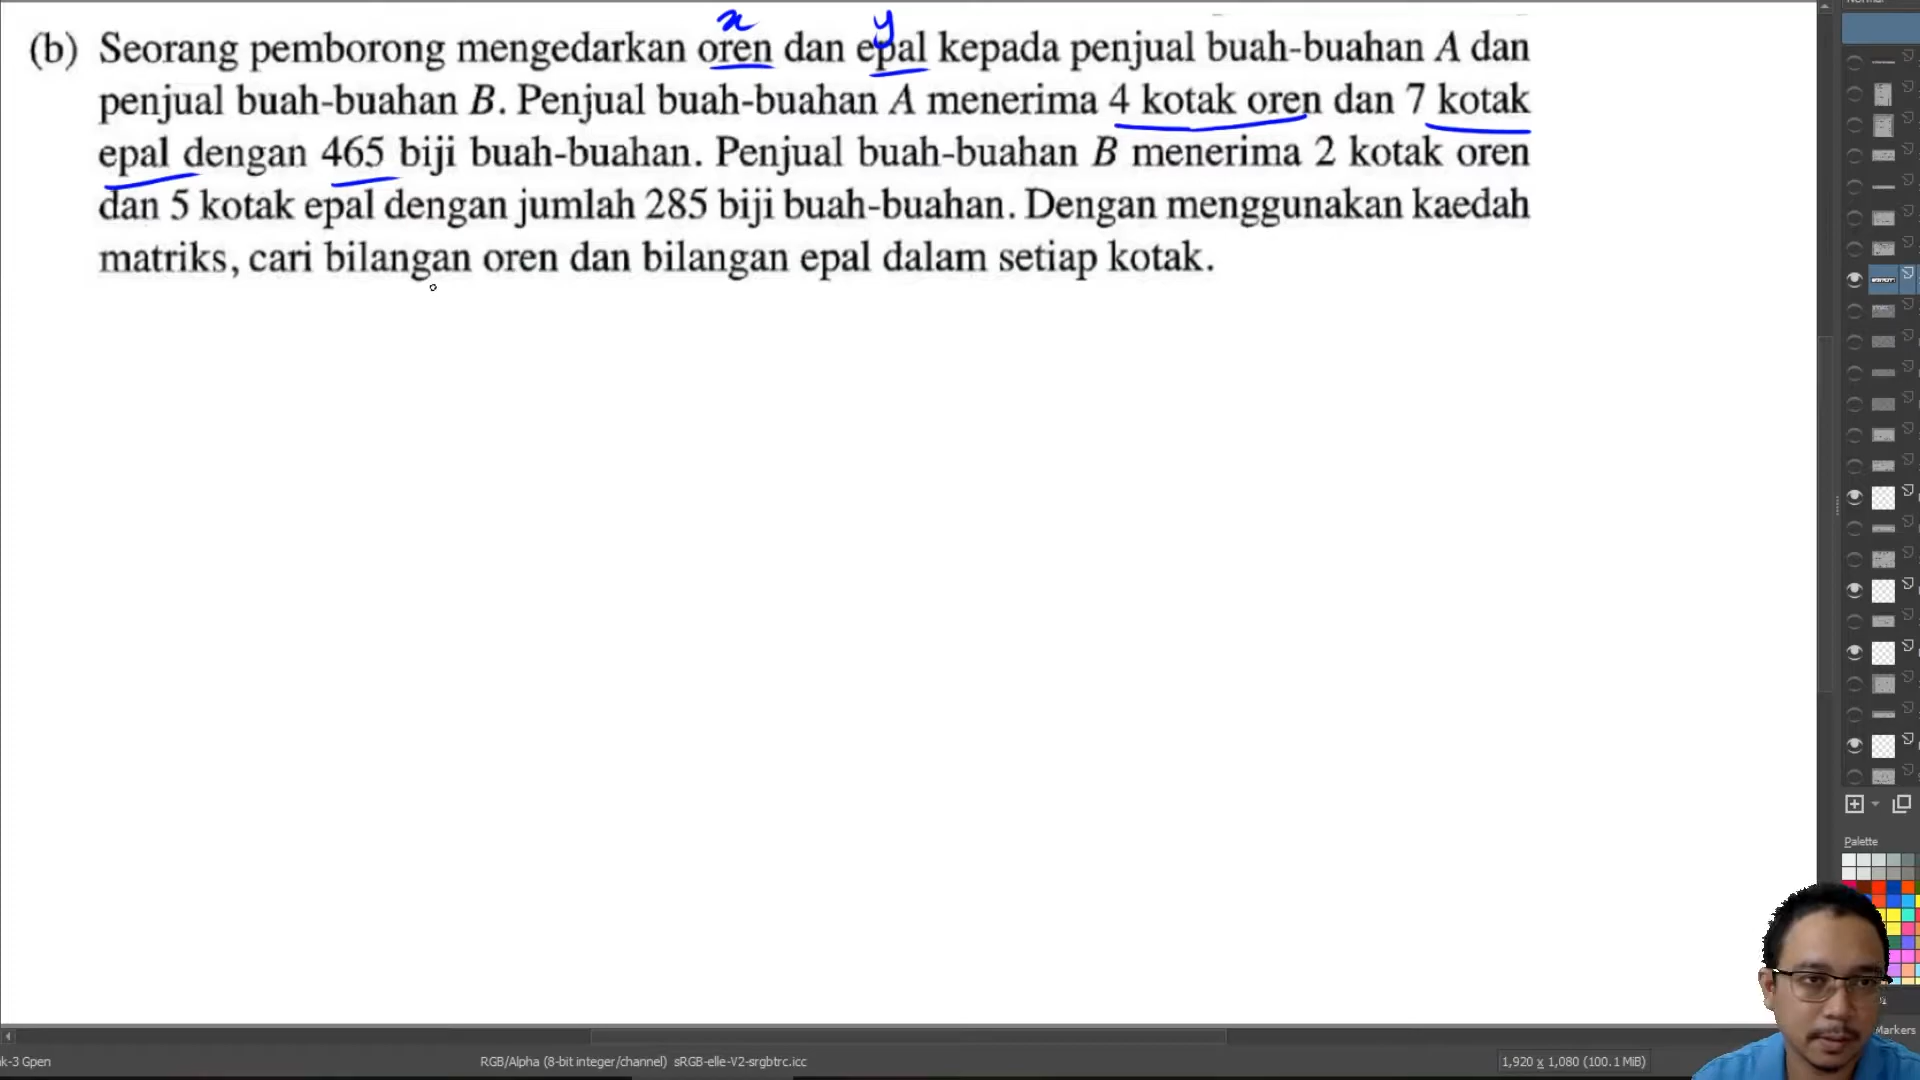 Normal
x y
(b) Seorang pemborong mengedarkan oren dan epal kepada penjual buah-buahan A dan
penjual buah-buahan B. Penjual buah-buahan A menerima 4 kotak oren dan 7 kotak
epal dengan 465 biji buah-buahan. Penjual buah-buahan B menerima 2 kotak oren
dan 5 kotak epal dengan jumlah 285 biji buah-buahan. Dengan menggunakan kaedah
matriks, cari bilangan oren dan bilangan epal dalam setiap kotak.
Palette
Markers
k-3 Gpen
RGB/Alpha (8-bit integer/channel) sRGB-elle-V2-srgbtrc.icc
1,920 x 1,080 (100.1 MiB)